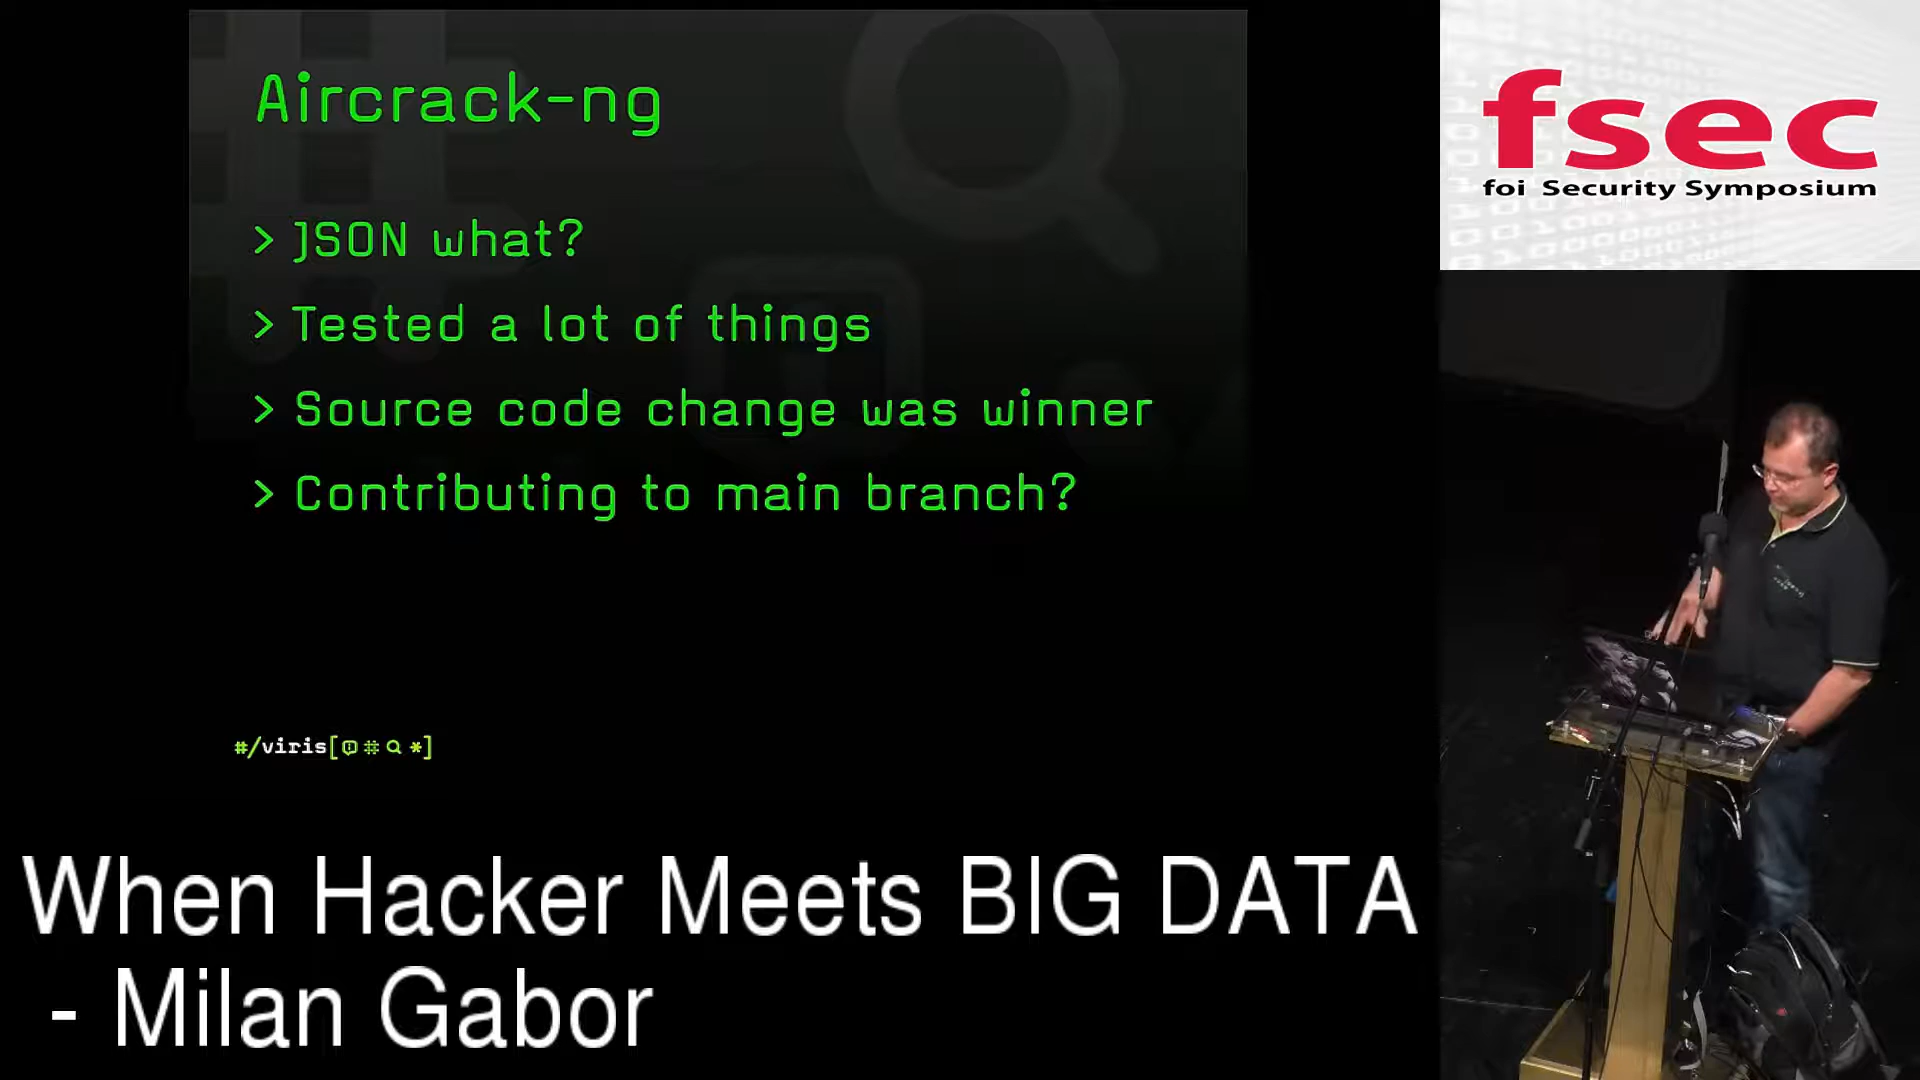 Aircrack-ng
> JSON what?
> Tested a lot of things
> Source code change was winner
> Contributing to main branch?
#/viris[
When Hacker Meets BIG DATA
- Milan Gabor
fsec
foi Security Symposium